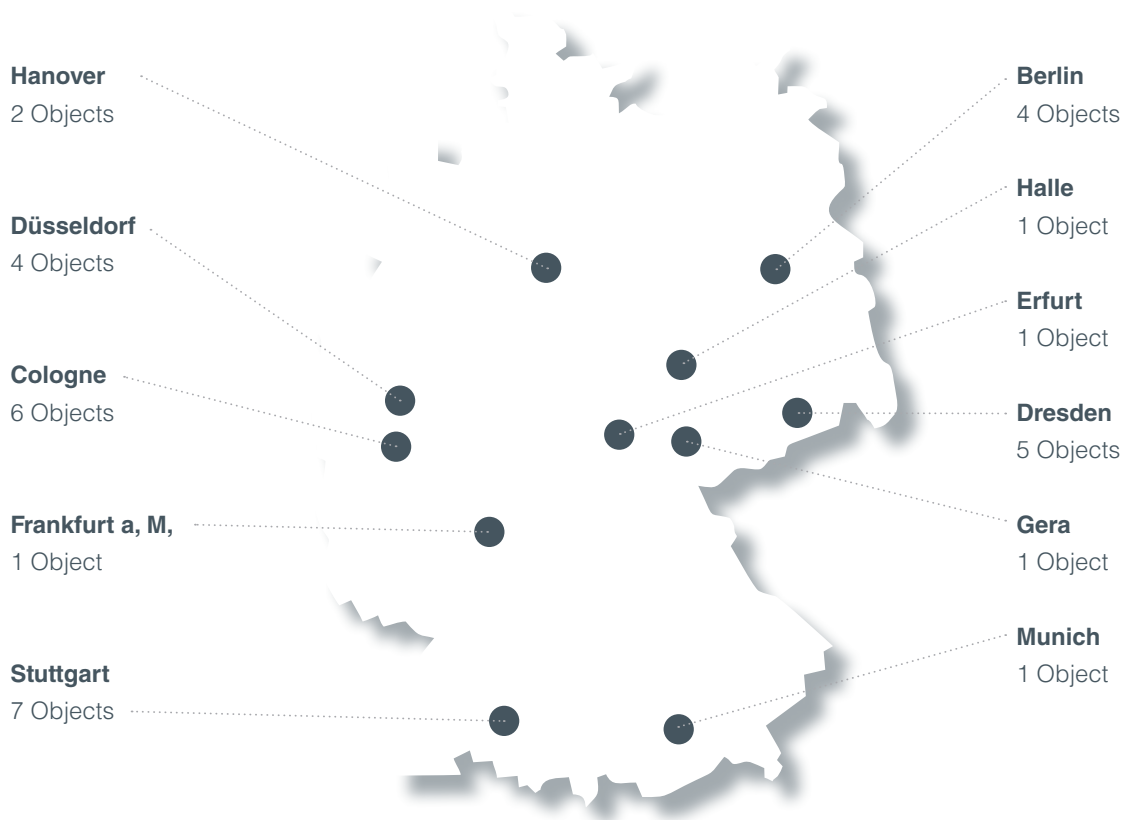 Hanover
2 Objects
Düsseldorf
4 Objects
Cologne
6 Objects
Frankfurt a, M,
1 Object
Stuttgart
7 Objects
Berlin
4 Objects
Halle
1 Object
Erfurt
1 Object
Dresden
5 Objects
Gera
1 Object
Munich
1 Object